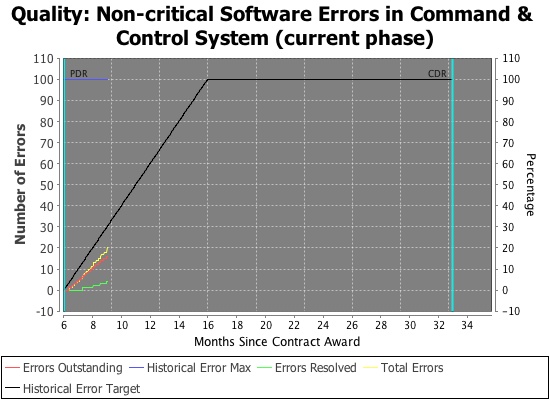 Quality: Non-critical Software Errors in Command &
Control System (current phase)
110
100
90
80
70
60
50
40
30
20
10
0
-10
Number of Errors
PDR
CDR
110
100
90
80
70
60
50
40
30
20
10
0
-10
Percentage
6 8 10 12 14 16 18 20 22 24 26 28 30 32 34
Months Since Contract Award
Errors Outstanding Historical Error Max Errors Resolved Total Errors
Historical Error Target